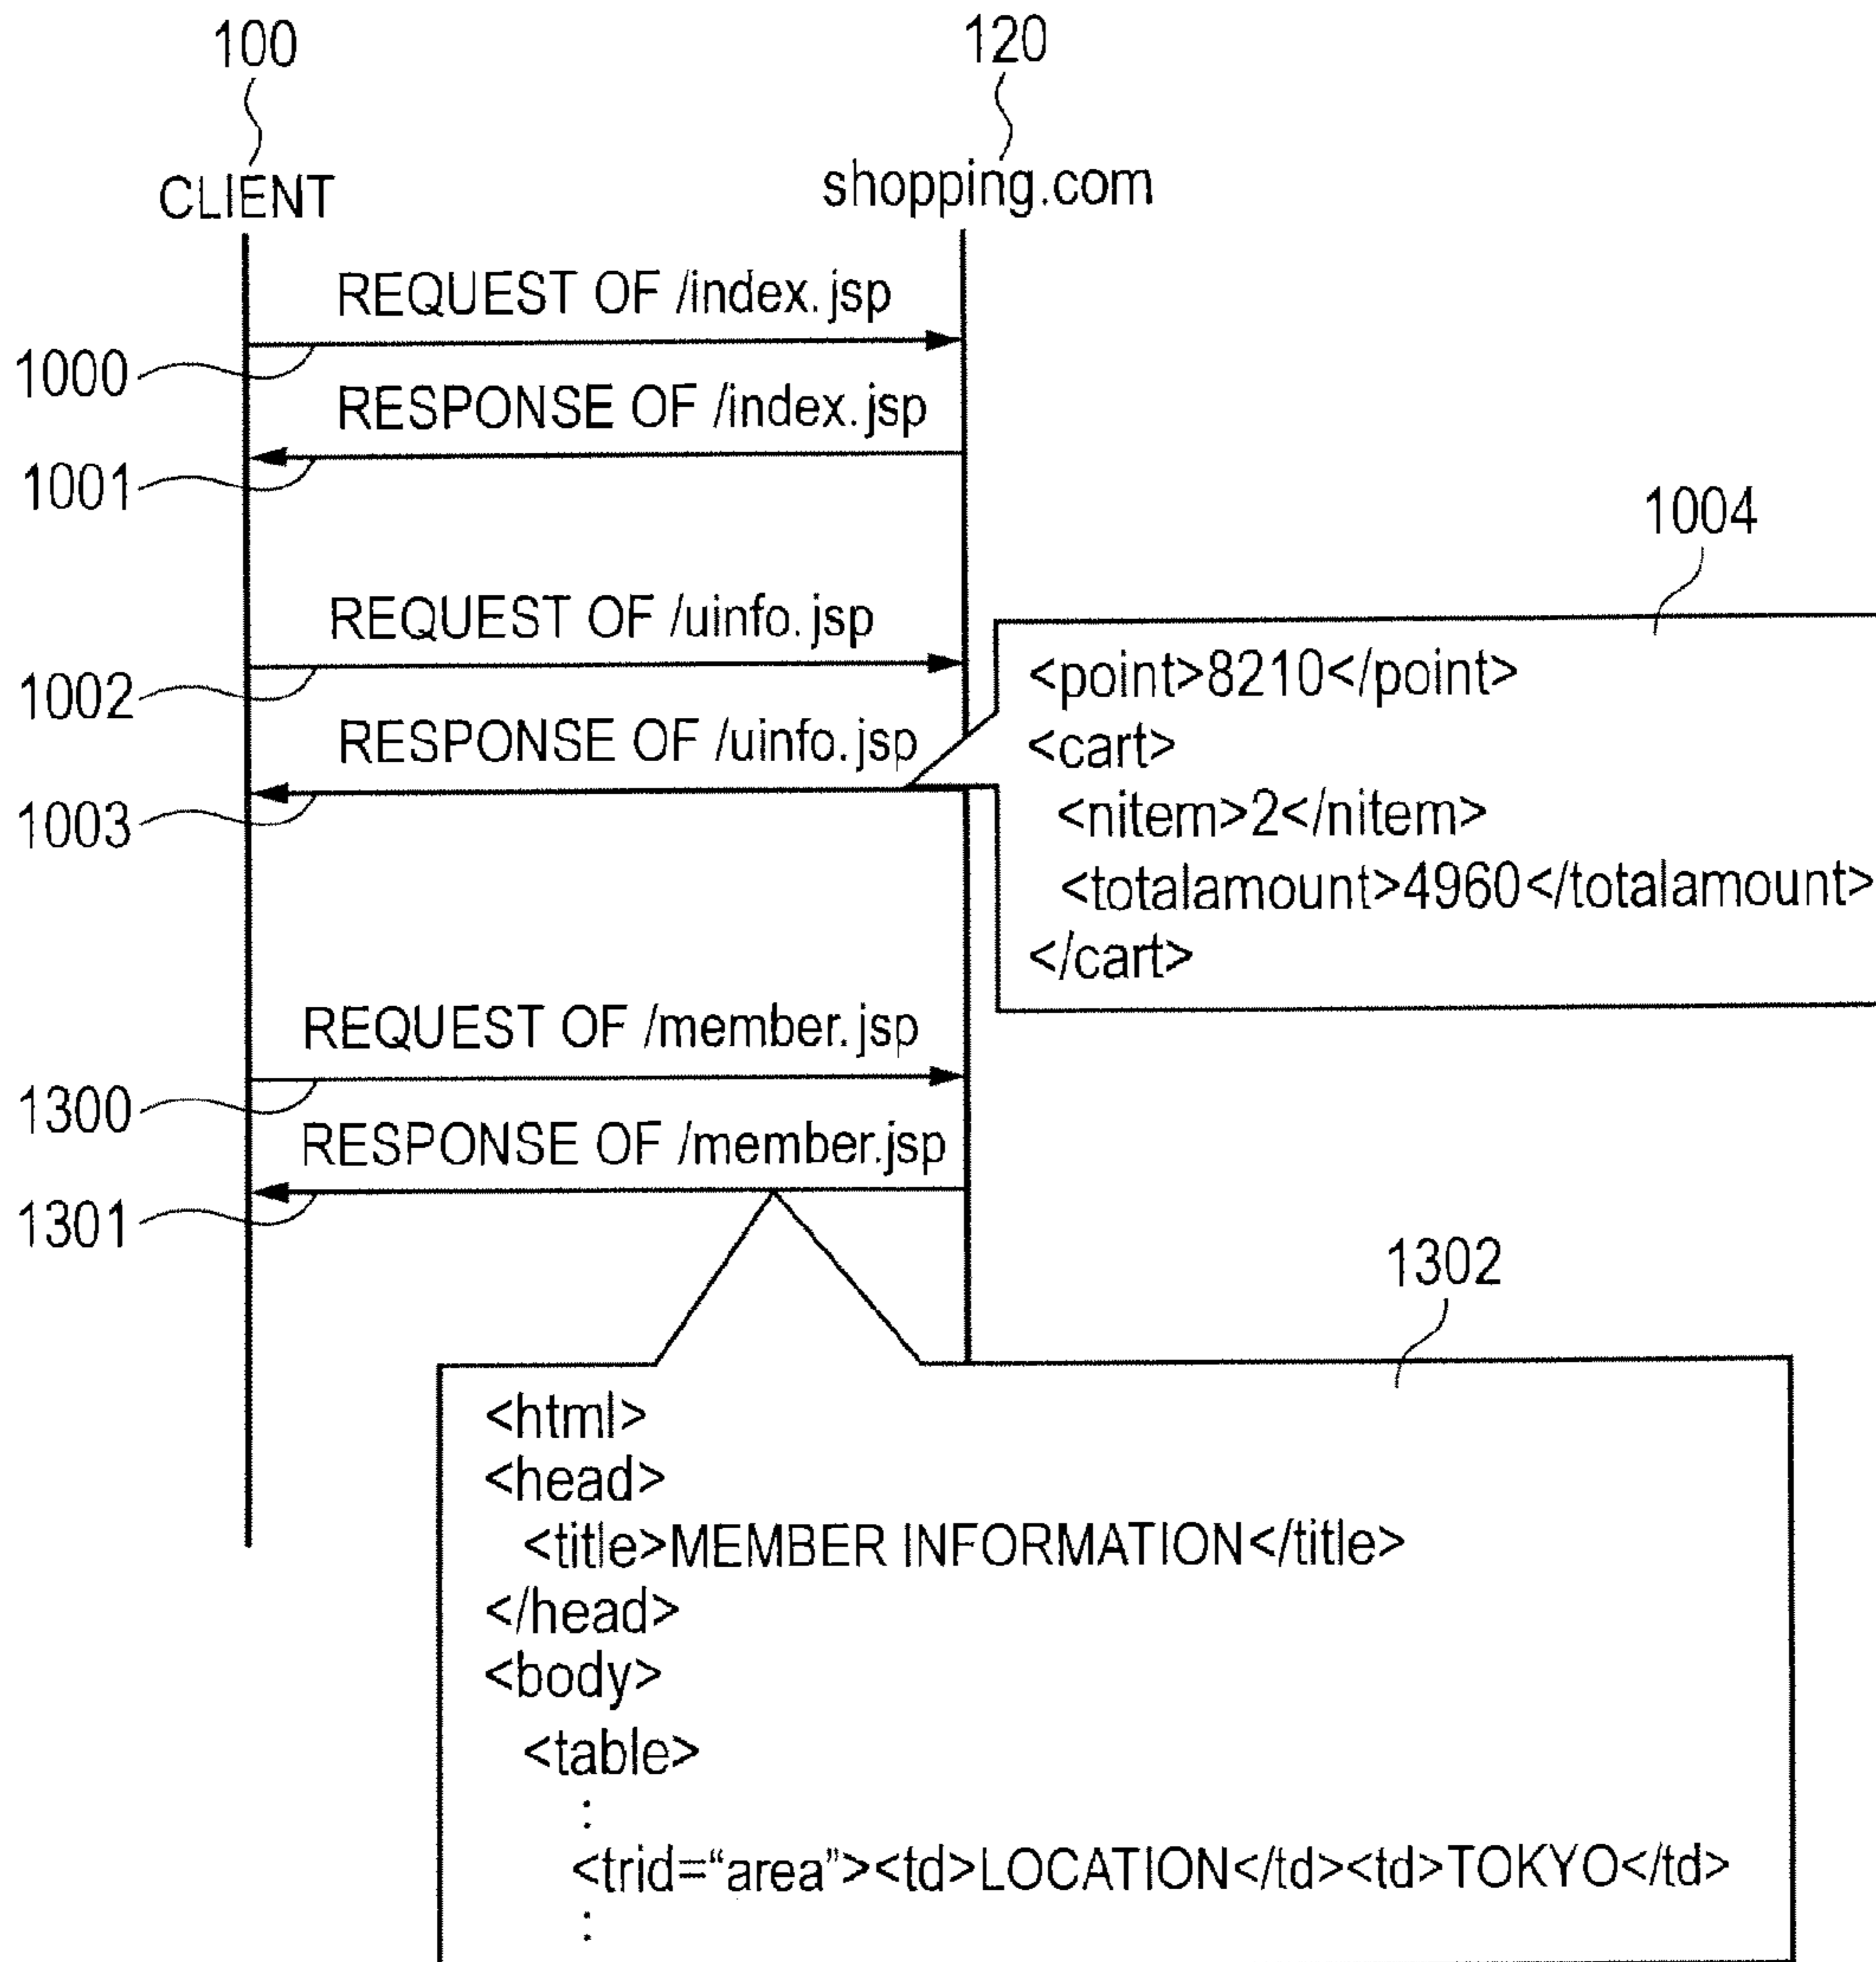 100
120
CLIENT
shopping.com
REQUEST OF /index.jsp
1000
RESPONSE OF /index.jsp
1001
1004
REQUEST OF /uinfo.jsp
1002
RESPONSE OF /uinfo.jsp
1003
<point>8210</point>
<cart>
<nitem>2</nitem>
<totalamount>4960</totalamount>
</cart>
REQUEST OF /member.jsp
1300
RESPONSE OF /member.jsp
1301
1302
<html>
<head>
<title>MEMBER INFORMATION</title>
</head>
<body>
<table>
:
<trid=“area”><td>LOCATION</td><td>TOKYO</td>
: